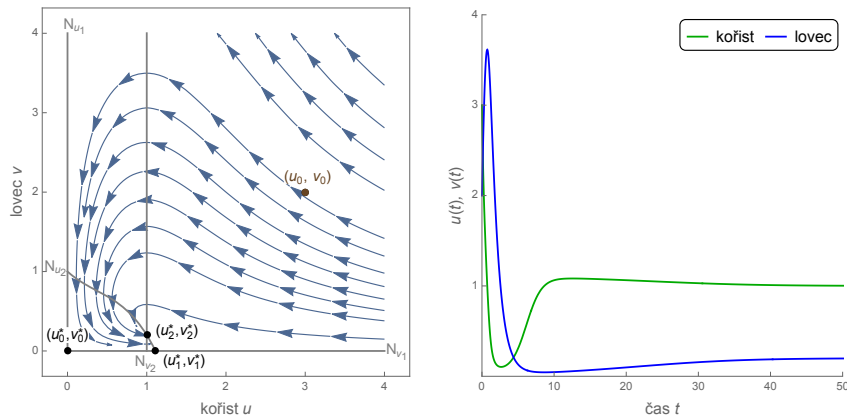 N_{u_1}
4
3
2
1
0
lovec v
(u_0, v_0)
N_{u_2}
(u_0^*,v_0^*)
(u_2^*,v_2^*)
N_{v_2}
(u_1^*,v_1^*)
N_{v_1}
0
1
2
3
4
kořist u
4
3
2
1
u(t), v(t)
kořist
lovec
0
10
20
30
40
50
čas t